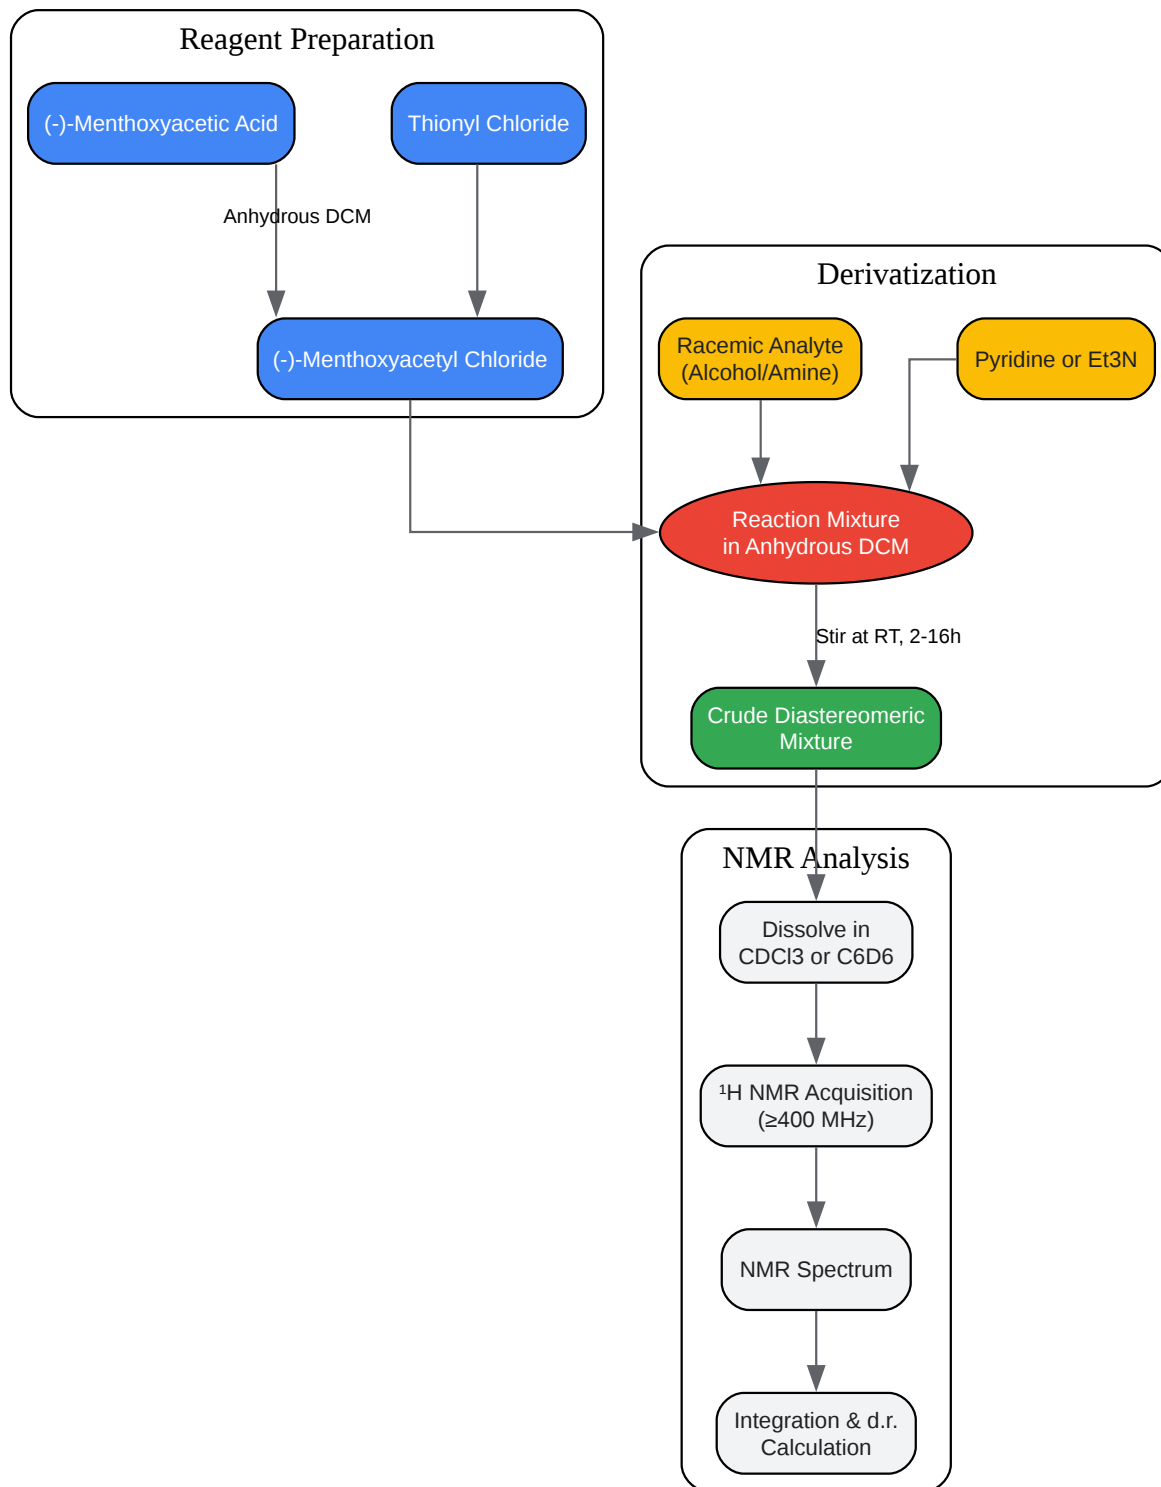 Reagent Preparation
(-)-Menthoxyacetic Acid
Thionyl Chloride
Anhydrous DCM
(-)-Menthoxyacetyl Chloride
Derivatization
Racemic Analyte
(Alcohol/Amine)
Pyridine or Et3N
Reaction Mixture
in Anhydrous DCM
Stir at RT, 2-16h
Crude Diastereomeric
Mixture
NMR Analysis
Dissolve in
CDCl3 or C6D6
¹H NMR Acquisition
(≥400 MHz)
NMR Spectrum
Integration & d.r.
Calculation